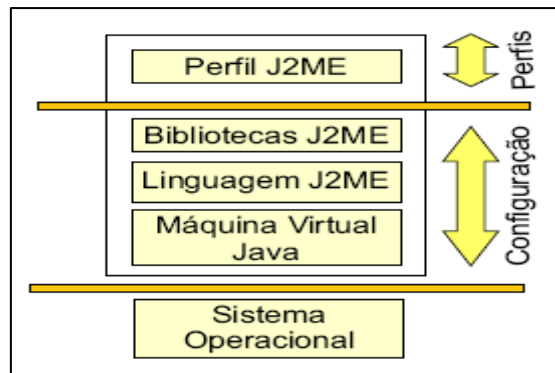 Perfil J2ME
Perfis
Bibliotecas J2ME
Linguagem J2ME
Máquina Virtual
Java
Configuração
Sistema
Operacional